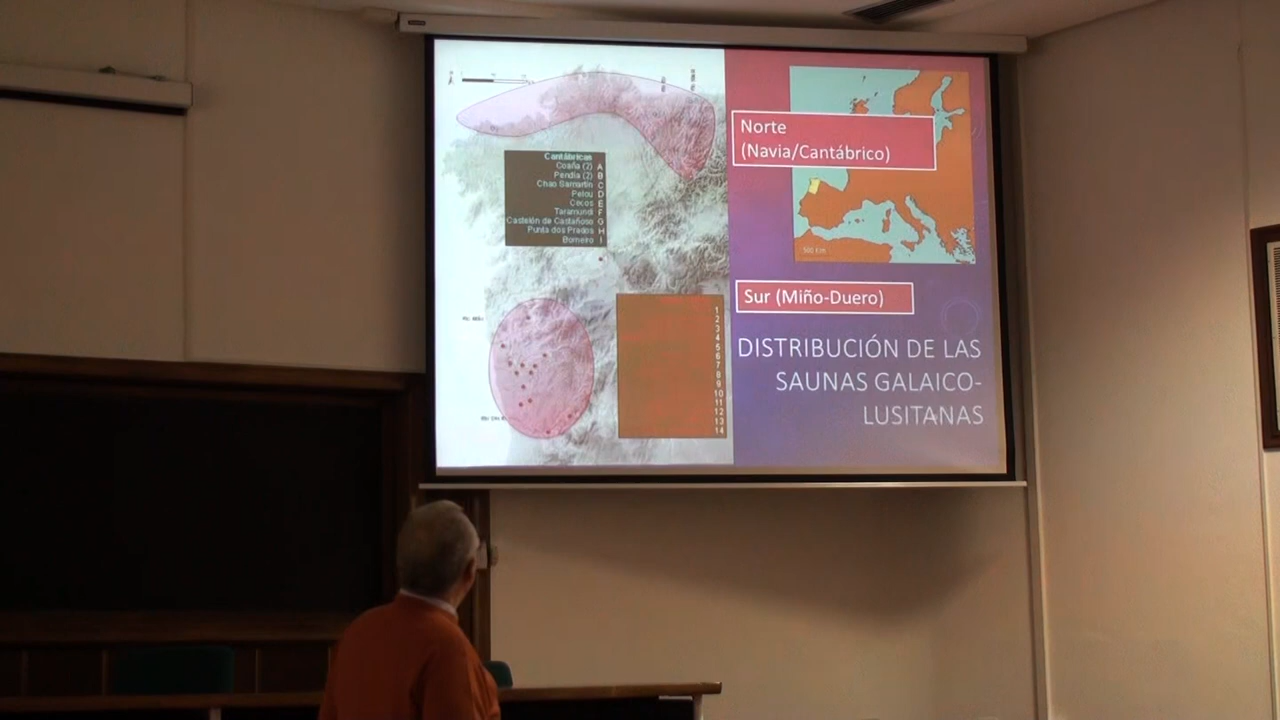 Cantábricas
Coaña (2) A
Pendia (2) B
Chao Samartín C
Pelou D
Cecos E
Taramundi F
Castelón de Castañoso G
Punta dos Prados H
Borneiro I
1
2
3
4
5
6
7
8
9
10
11
12
13
14
Norte
(Navia/Cantábrico)
500 Km
Sur (Miño-Duero)
DISTRIBUCIÓN DE LAS
SAUNAS GALAICO-
LUSITANAS